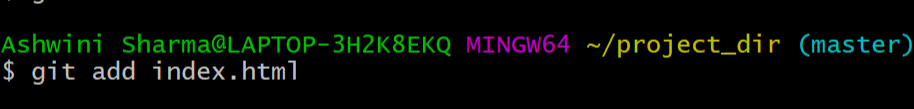 Ashwini Sharma@LAPTOP-3H2K8EKQ MINGW64 ~/project_dir (master)
$ git add index.html